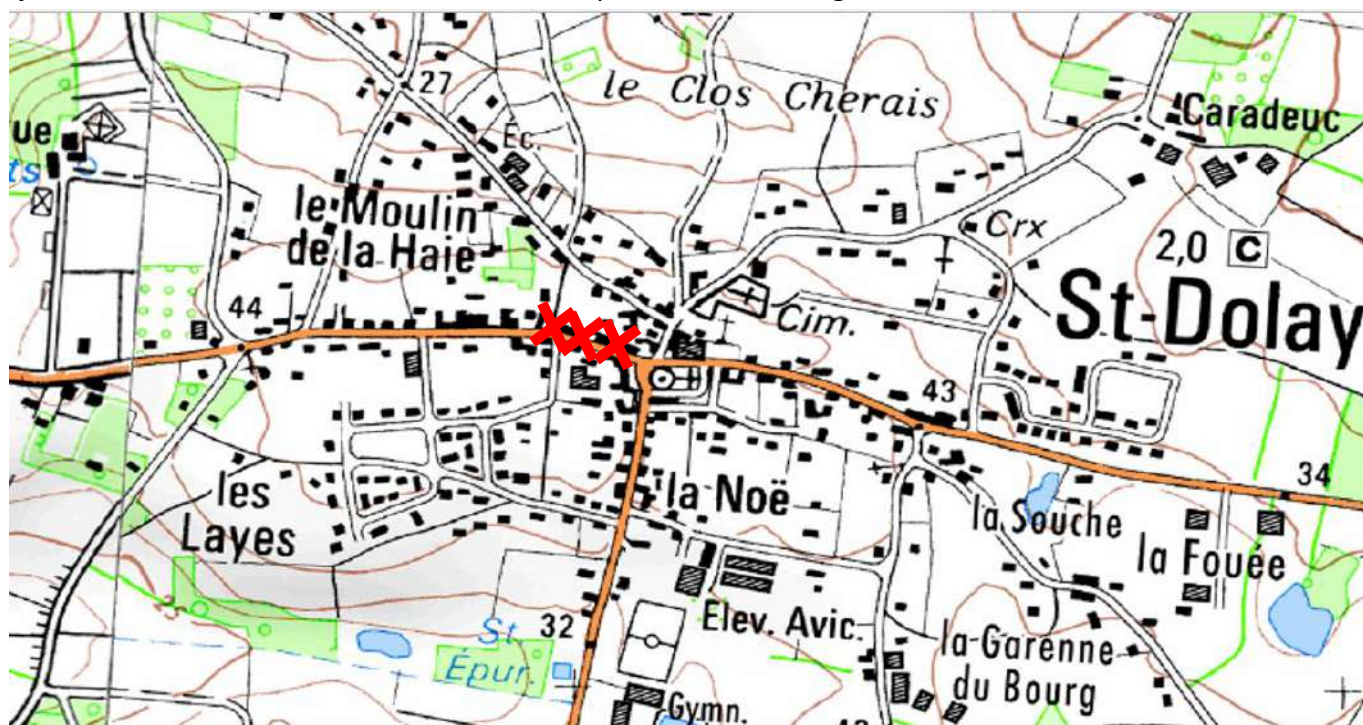 27
le Clos Cherais
Caradeuc
ue
Ec.
le Moulin
de la Haie
Crx
2,0 C
St-Dolay
44
Cim.
43
34
les
Layes
la Noë
la Souche
la Fouée
32
St.
Épur.
Elev. Avic.
la Garenne
du Bourg
Gymn.